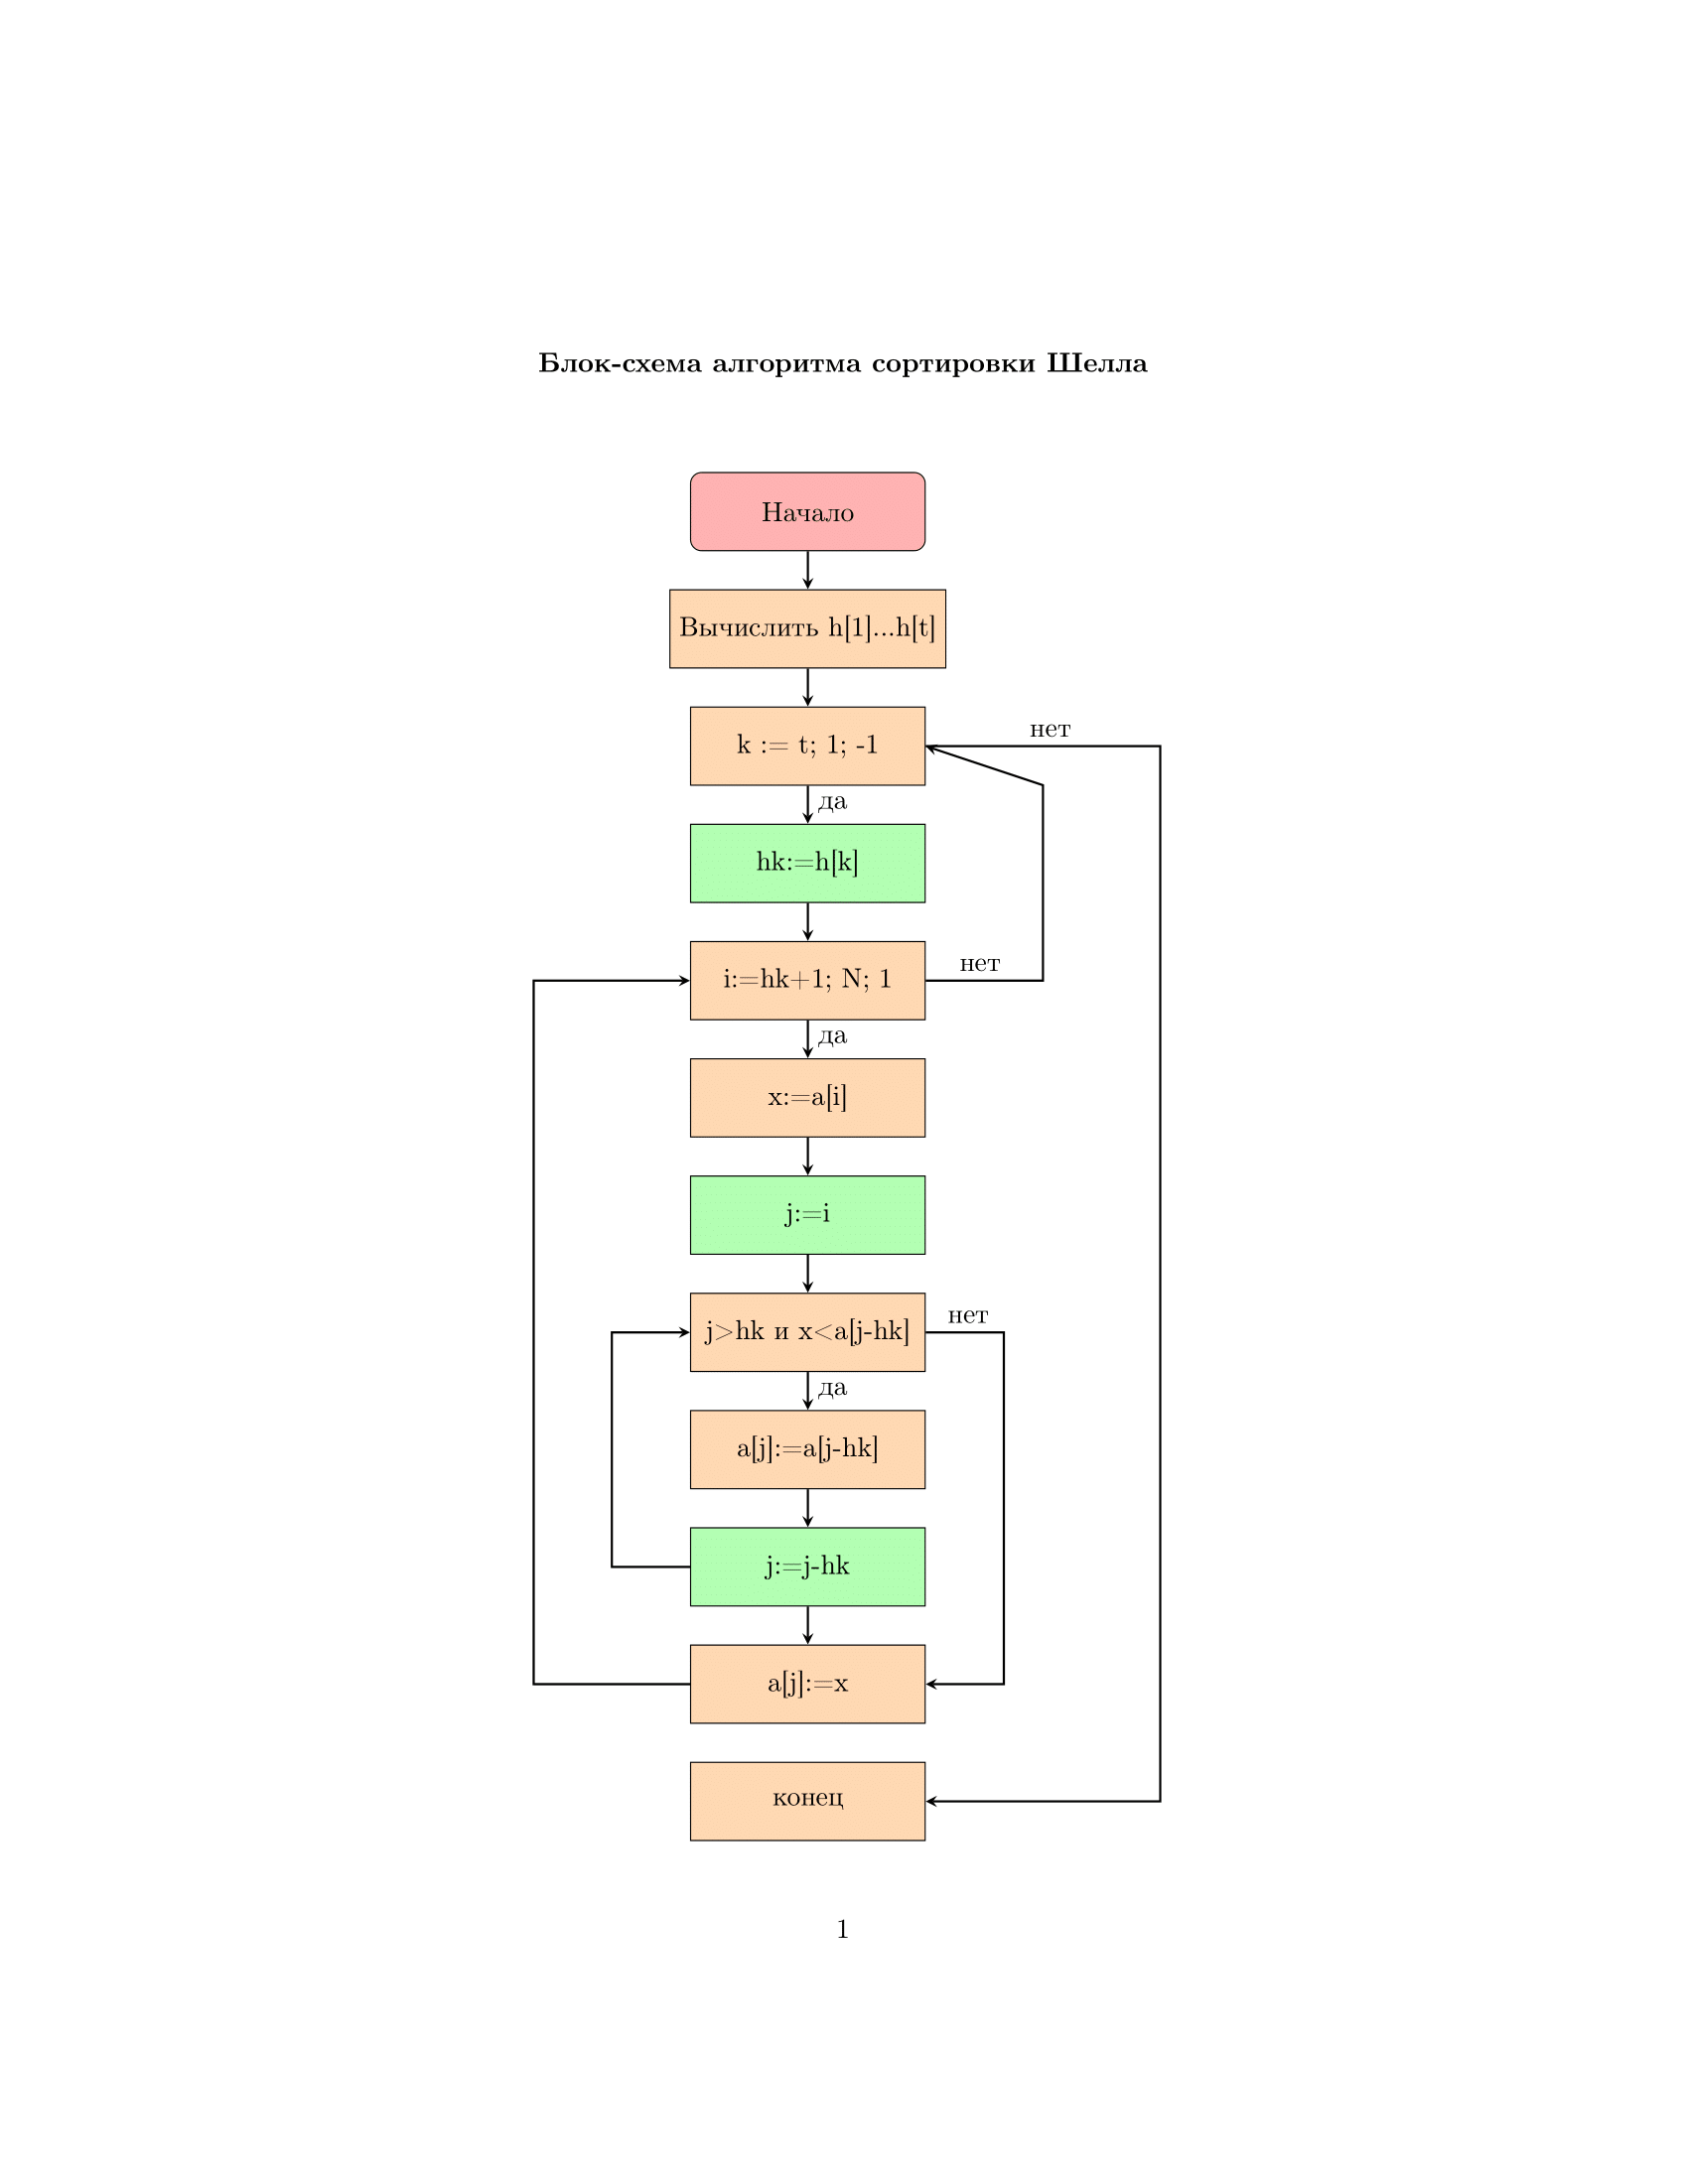 Блок-схема алгоритма сортировки Шелла
Начало
Вычислить h[1]...h[t]
k := t; 1; -1
нет
да
hk:=h[k]
i:=hk+1; N; 1
нет
да
x:=a[i]
j:=i
j>hk и x<a[j-hk]
нет
да
a[j]:=a[j-hk]
j:=j-hk
a[j]:=x
конец
1